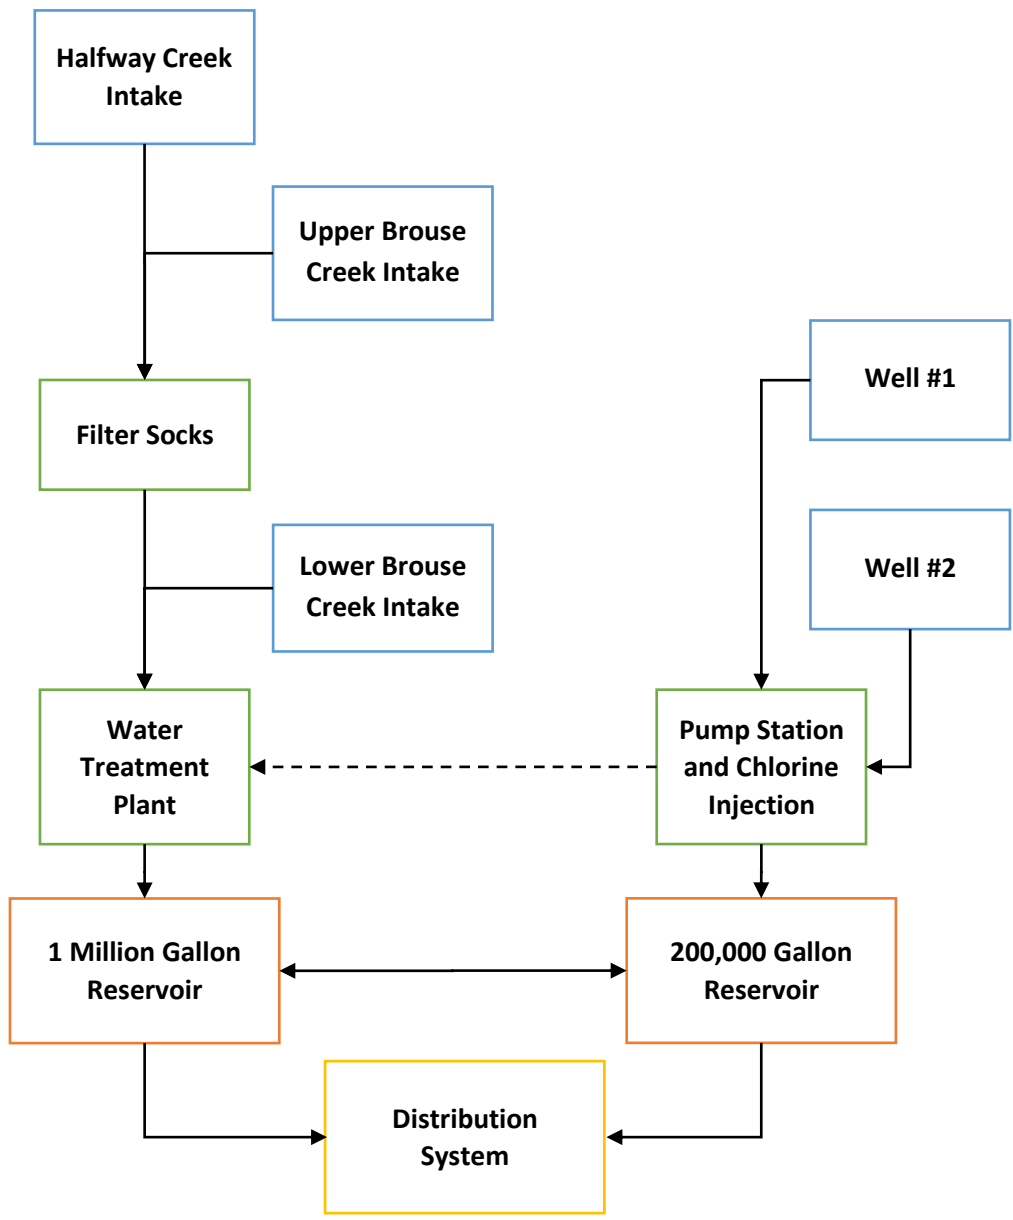 Halfway Creek
Intake
Upper Brouse
Creek Intake
Well #1
Filter Socks
Well #2
Lower Brouse
Creek Intake
Water
Treatment
Plant
Pump Station
and Chlorine
Injection
1 Million Gallon
Reservoir
200,000 Gallon
Reservoir
Distribution
System